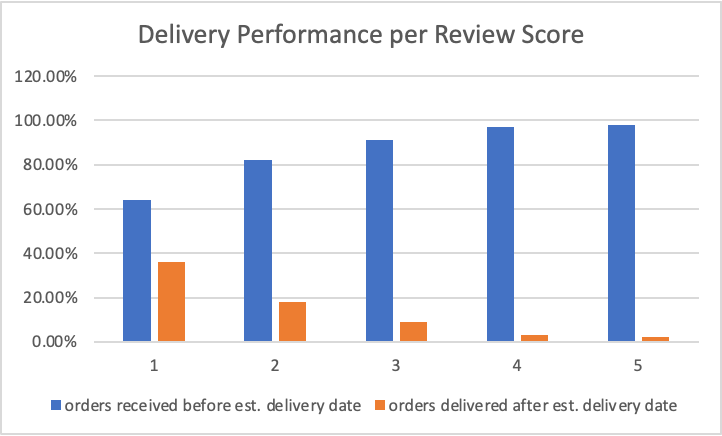 Delivery Performance per Review Score
120.00%
100.00%
80.00%
60.00%
40.00%
20.00%
0.00%
1 2 3 4 5
orders received before est. delivery date orders delivered after est. delivery date